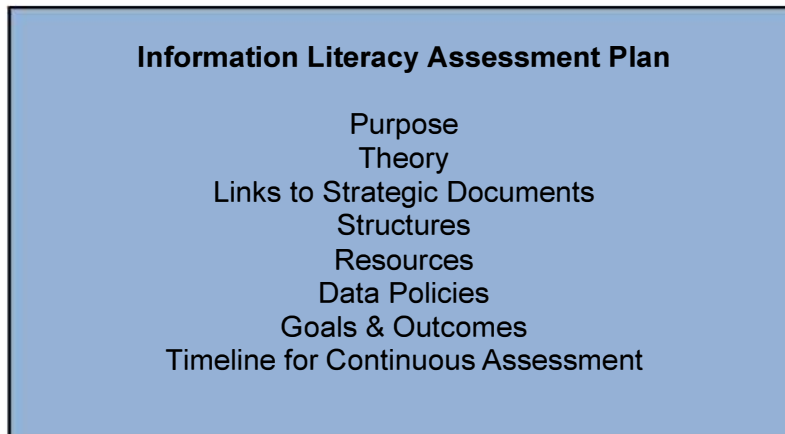 Information Literacy Assessment Plan
Purpose
Theory
Links to Strategic Documents
Structures
Resources
Data Policies
Goals & Outcomes
Timeline for Continuous Assessment